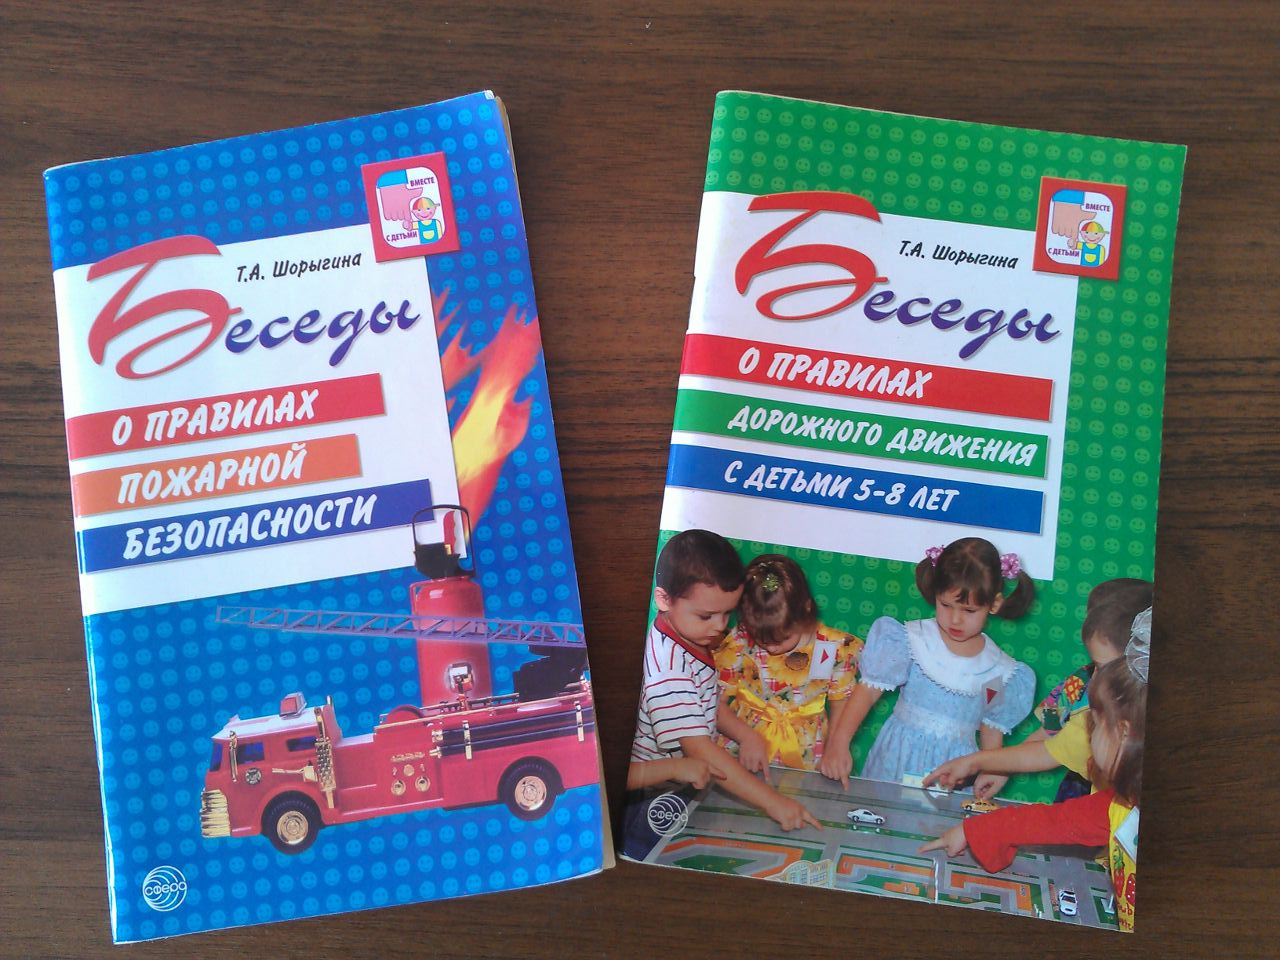 ВМЕСТЕ
С ДЕТЬМИ
Т.А. Шорыгина
Беседы
О ПРАВИЛАХ
ПОЖАРНОЙ
БЕЗОПАСНОСТИ
сфера
ВМЕСТЕ
С ДЕТЬМИ
Т.А. Шорыгина
Беседы
О ПРАВИЛАХ
ДОРОЖНОГО ДВИЖЕНИЯ
С ДЕТЬМИ 5-8 ЛЕТ
сфера